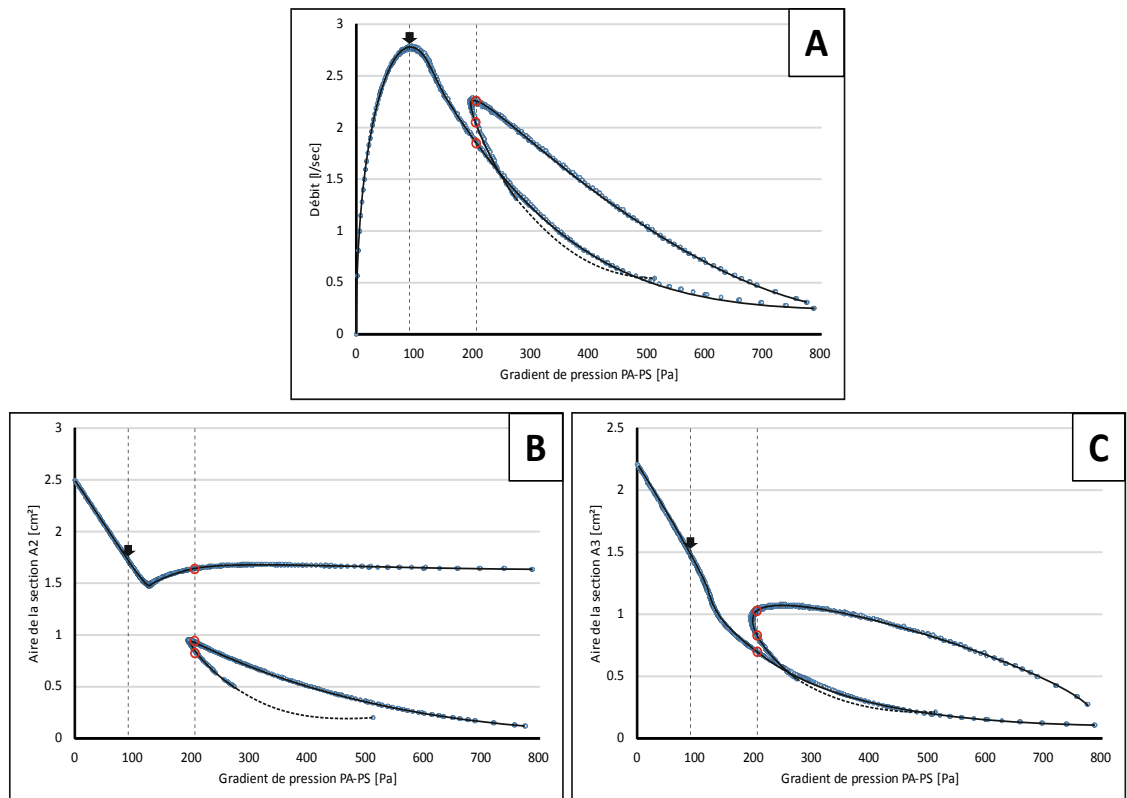 A
3
2.5
2
1.5
1
0.5
0
Débit [l/sec]
0 100 200 300 400 500 600 700 800
Gradient de pression PA-PS [Pa]
B
3
2.5
2
1.5
1
0.5
0
Aire de la section A2 [cm²]
0 100 200 300 400 500 600 700 800
Gradient de pression PA-PS [Pa]
C
2.5
2
1.5
1
0.5
0
Aire de la section A3 [cm²]
0 100 200 300 400 500 600 700 800
Gradient de pression PA-PS [Pa]